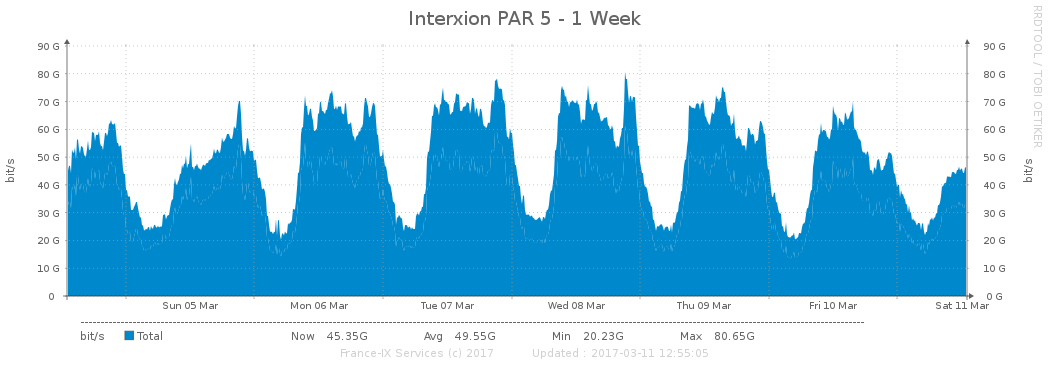 Interxion PAR 5 - 1 Week
RRDTOOL / TOBI OETIKER
90 G 90 G
80 G 80 G
70 G 70 G
60 G 60 G
50 G 50 G
40 G 40 G
30 G 30 G
20 G 20 G
10 G 10 G
0 0 G
bit/s
bit/s
Sun 05 Mar Mon 06 Mar Tue 07 Mar Wed 08 Mar Thu 09 Mar Fri 10 Mar Sat 11 Mar
bit/s Total Now 45.35G Avg 49.55G Min 20.23G Max 80.65G
France-IX Services (c) 2017 Updated : 2017-03-11 12:55:05